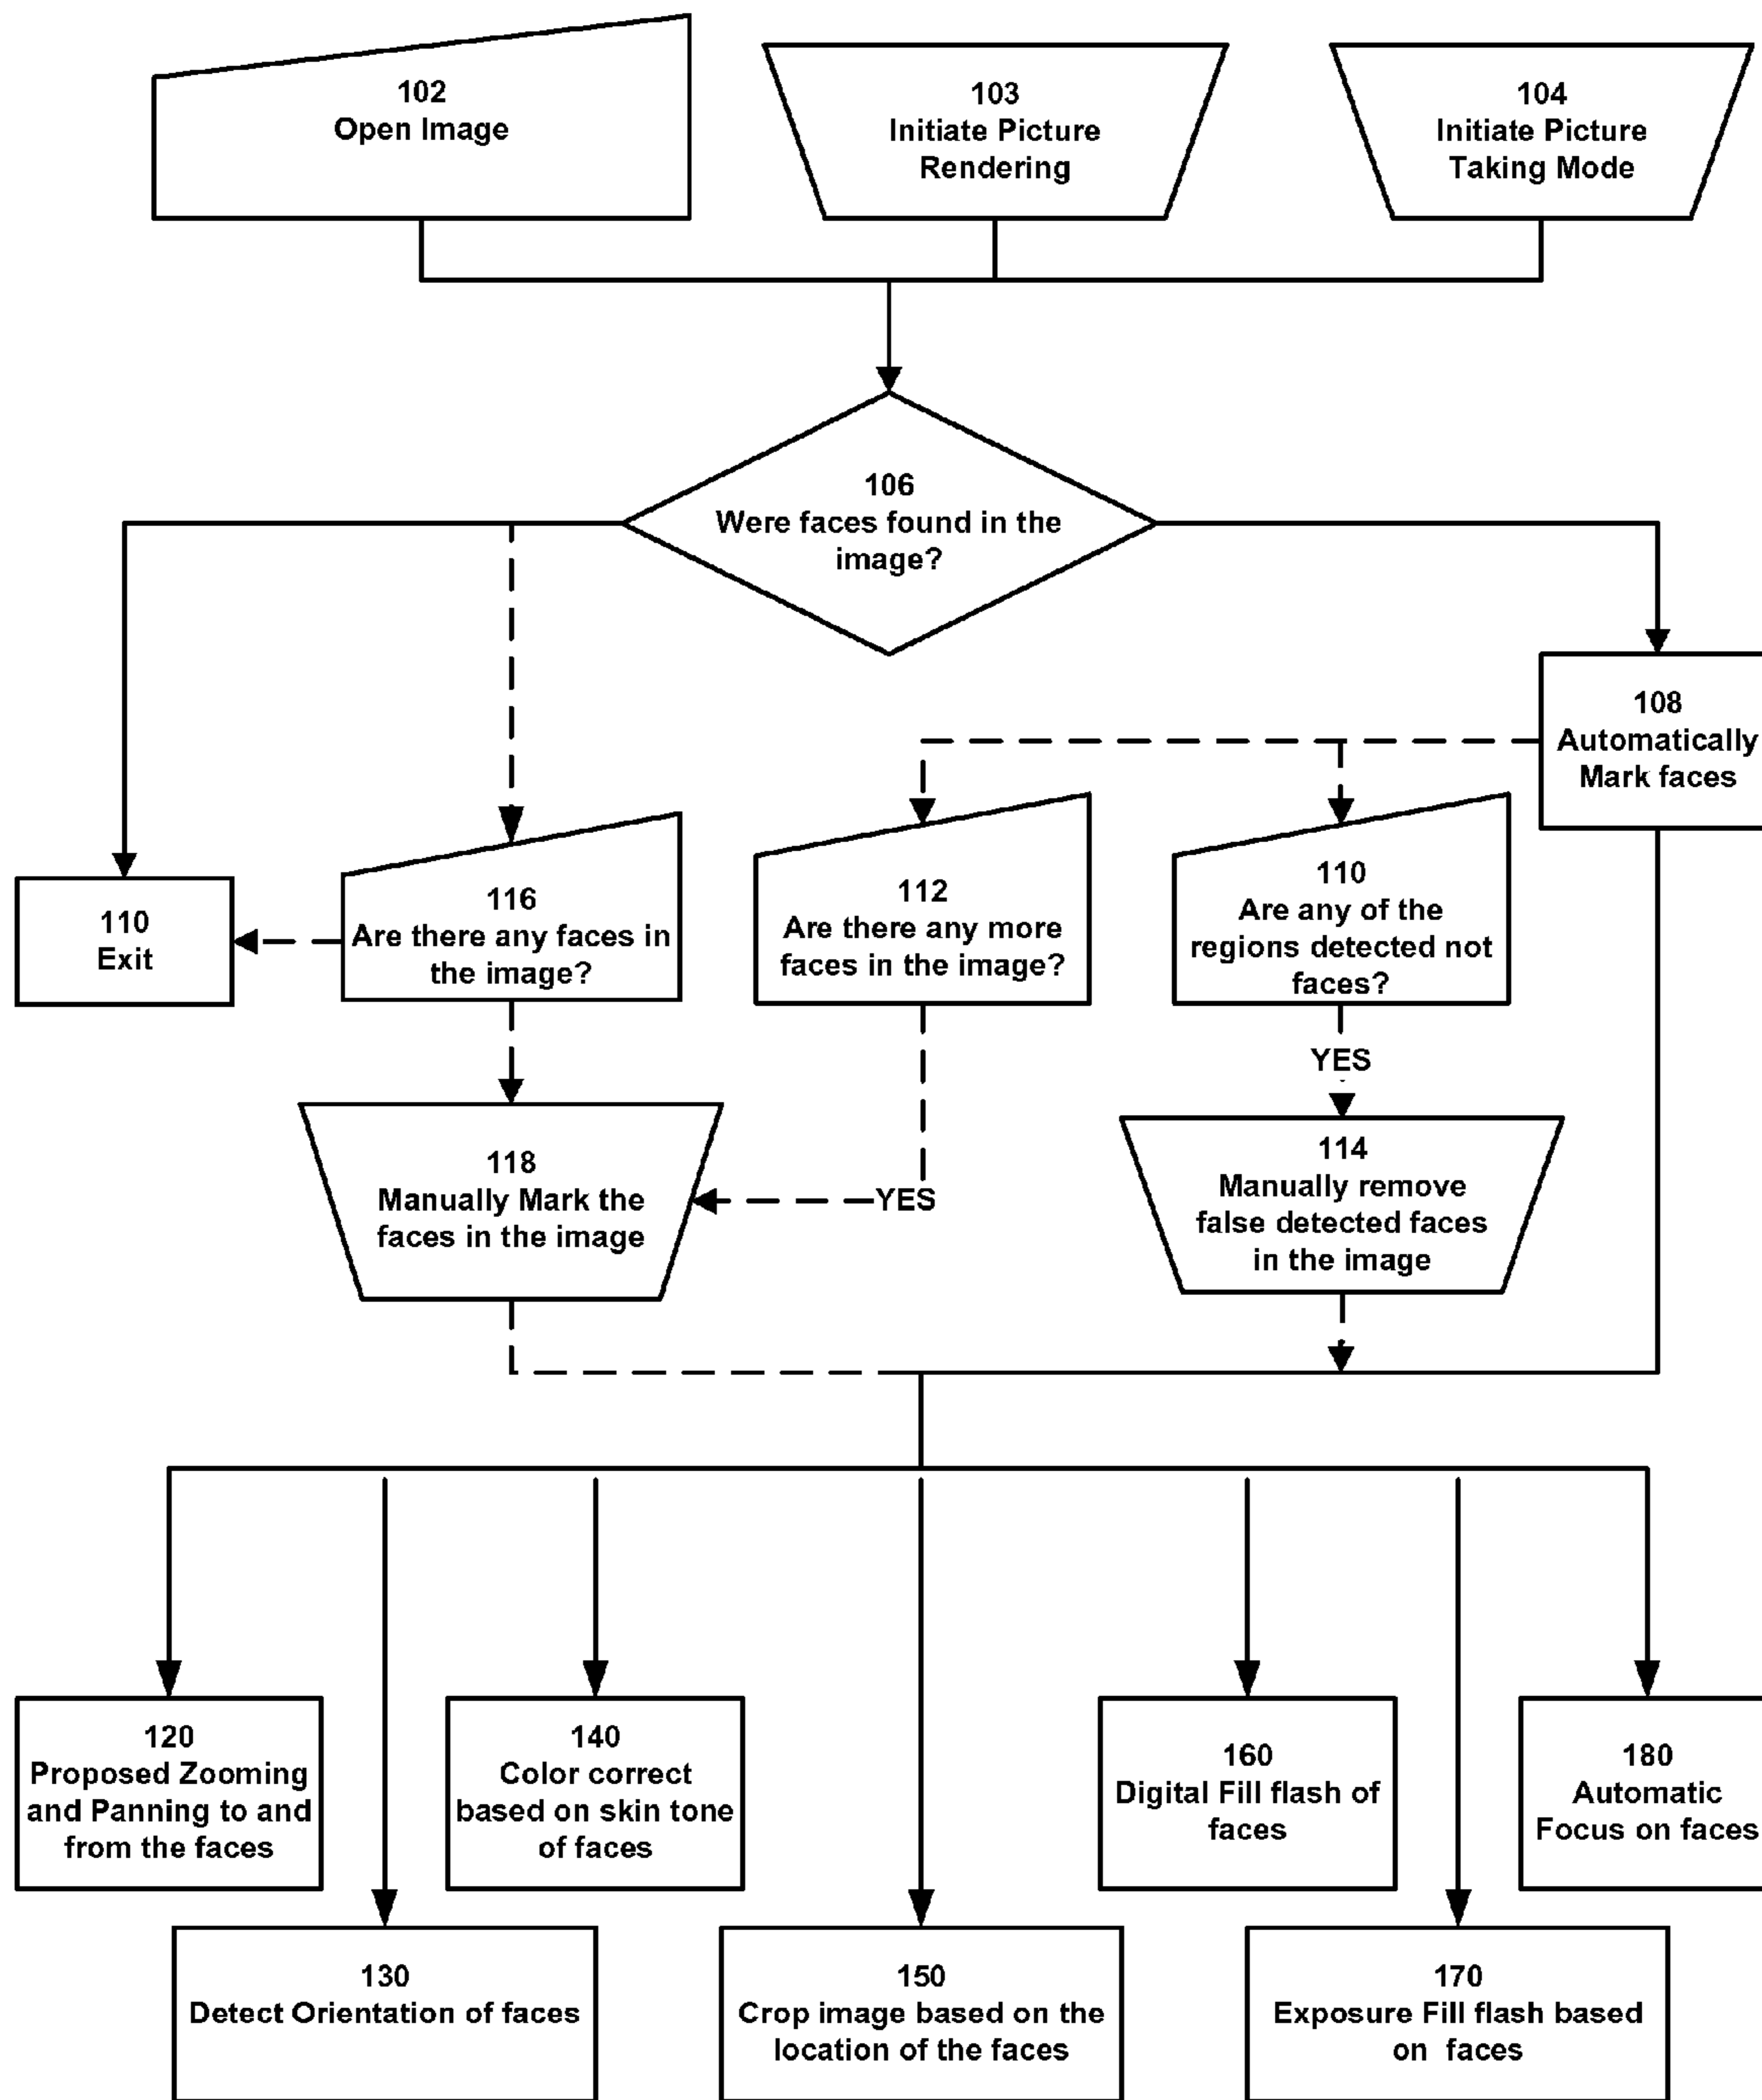 102
Open Image
103
Initiate Picture
Rendering
104
Initiate Picture
Taking Mode
106
Were faces found in the
image?
108
Automatically
Mark faces
110
Exit
116
Are there any faces in
the image?
112
Are there any more
faces in the image?
110
Are any of the
regions detected not
faces?
YES
118
Manually Mark the
faces in the image
YES
114
Manually remove
false detected faces
in the image
120
Proposed Zooming
and Panning to and
from the faces
140
Color correct
based on skin tone
of faces
160
Digital Fill flash of
faces
180
Automatic
Focus on faces
130
Detect Orientation of faces
150
Crop image based on the
location of the faces
170
Exposure Fill flash based
on faces